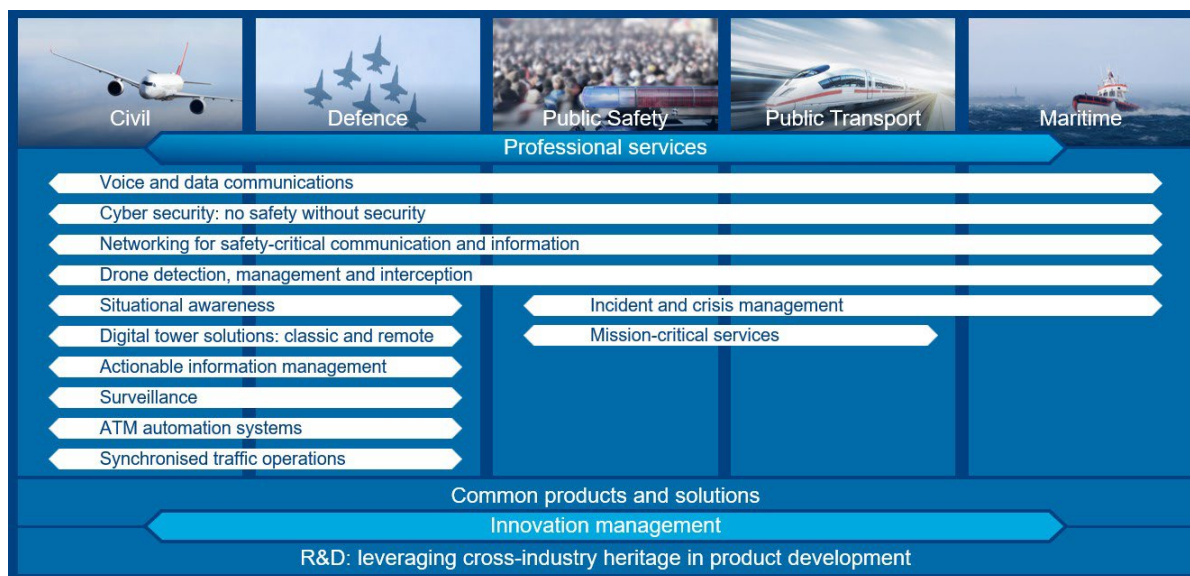 Civil
Defence
Public Safety
Public Transport
Maritime
Professional services
Voice and data communications
Cyber security: no safety without security
Networking for safety-critical communication and information
Drone detection, management and interception
Situational awareness
Incident and crisis management
Digital tower solutions: classic and remote
Mission-critical services
Actionable information management
Surveillance
ATM automation systems
Synchronised traffic operations
Common products and solutions
Innovation management
R&D: leveraging cross-industry heritage in product development